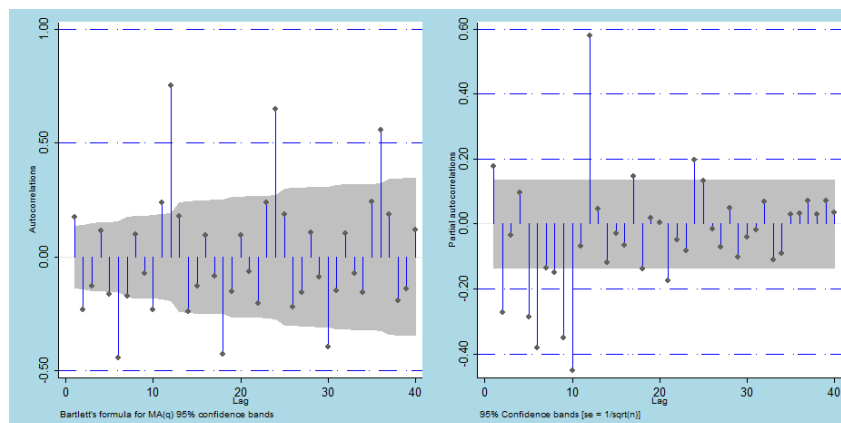 1.00
0.50
0.00
-0.50
Autocorrelations
0 10 20 30 40
Lag
Bartlett's formula for MA(q) 95% confidence bands
0.60
0.40
0.20
0.00
-0.20
-0.40
Partial autocorrelations
0 10 20 30 40
Lag
95% Confidence bands [se = 1/sqrt(n)]